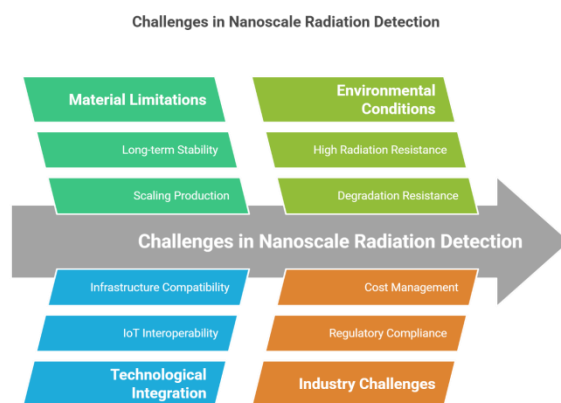 Challenges in Nanoscale Radiation Detection
Material Limitations
Long-term Stability
Scaling Production
Environmental
Conditions
High Radiation Resistance
Degradation Resistance
Challenges in Nanoscale Radiation Detection
Infrastructure Compatibility
IoT Interoperability
Technological
Integration
Cost Management
Regulatory Compliance
Industry Challenges